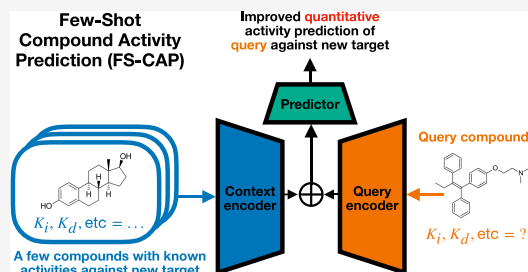 Few-Shot
Compound Activity
Prediction (FS-CAP)
Improved quantitative
activity prediction of
query against new target
Predictor
Query compound
OH
HO
H
H
H
Context
encoder
Query
encoder
O
N
K_i, K_d, etc = ...
K_i, K_d, etc = ?
A few compounds with known
activities against new target